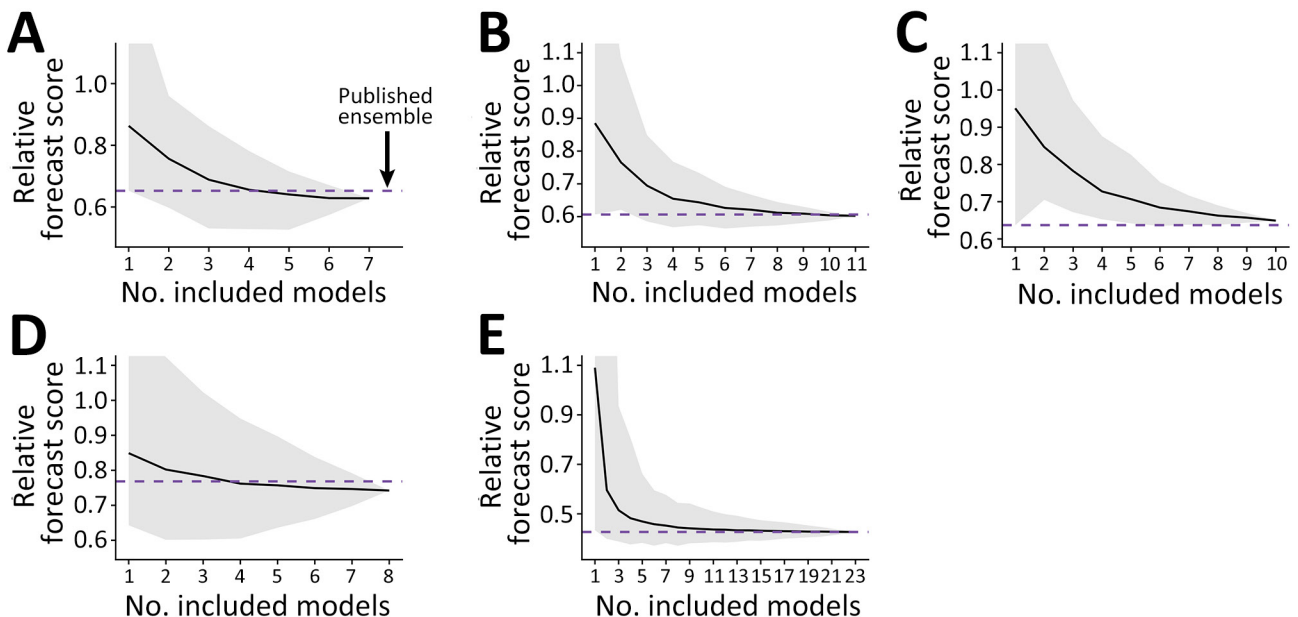 A
Relative
forecast score
1.0
0.8
0.6
Published
ensemble
1 2 3 4 5 6 7
No. included models
B
Relative
forecast score
1.1
1.0
0.9
0.8
0.7
0.6
1 2 3 4 5 6 7 8 9 10 11
No. included models
C
Relative
forecast score
1.1
1.0
0.9
0.8
0.7
0.6
1 2 3 4 5 6 7 8 9 10
No. included models
D
Relative
forecast score
1.1
1.0
0.9
0.8
0.7
0.6
1 2 3 4 5 6 7 8
No. included models
E
Relative
forecast score
1.1
0.9
0.7
0.5
1 3 5 7 9 11 13 15 17 19 21 23
No. included models